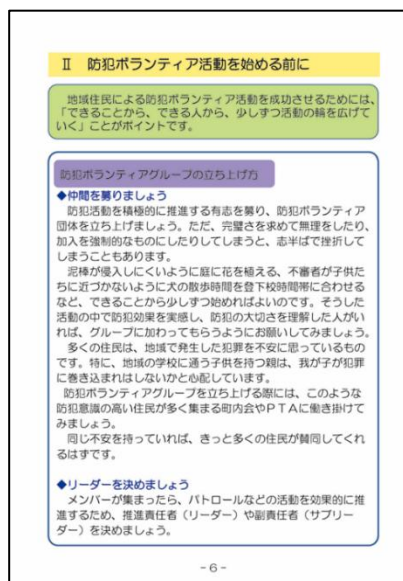 Ⅱ 防犯ボランティア活動を始める前に
地域住民による防犯ボランティア活動を成功させるためには、
「できることから、できる人から、少しずつ活動の輪を広げて
いく」ことがポイントです。
防犯ボランティアグループの立ち上げ方
◆仲間を募りましょう
防犯活動を積極的に推進する有志を募り、防犯ボランティア
団体を立ち上げましょう。ただ、完璧さを求めて無理をしたり、
加入を強制的なものにしたりしてしまうと、志半ばで挫折して
しまうこともあります。
泥棒が侵入しにくいように庭に花を植える、不審者が子供た
ちに近づかないように犬の散歩時間を登下校時間帯に合わせる
など、できることから少しずつ始めればよいのです。そうした
活動の中で防犯効果を実感し、防犯の大切さを理解した人がい
れば、グループに加わってもらうようにお願いしてみましょう。
多くの住民は、地域で発生した犯罪を不安に思っているもの
です。特に、地域の学校に通う子供を持つ親は、我が子が犯罪
に巻き込まれはしないかと心配しています。
防犯ボランティアグループを立ち上げる際には、このような
防犯意識の高い住民が多く集まる町内会やＰＴＡに働き掛けて
みましょう。
同じ不安を持っていれば、きっと多くの住民が賛同してくれ
るはずです。
◆リーダーを決めましょう
メンバーが集まったら、パトロールなどの活動を効果的に推
進するため、推進責任者（リーダー）や副責任者（サブリー
ダー）を決めましょう。
-6-